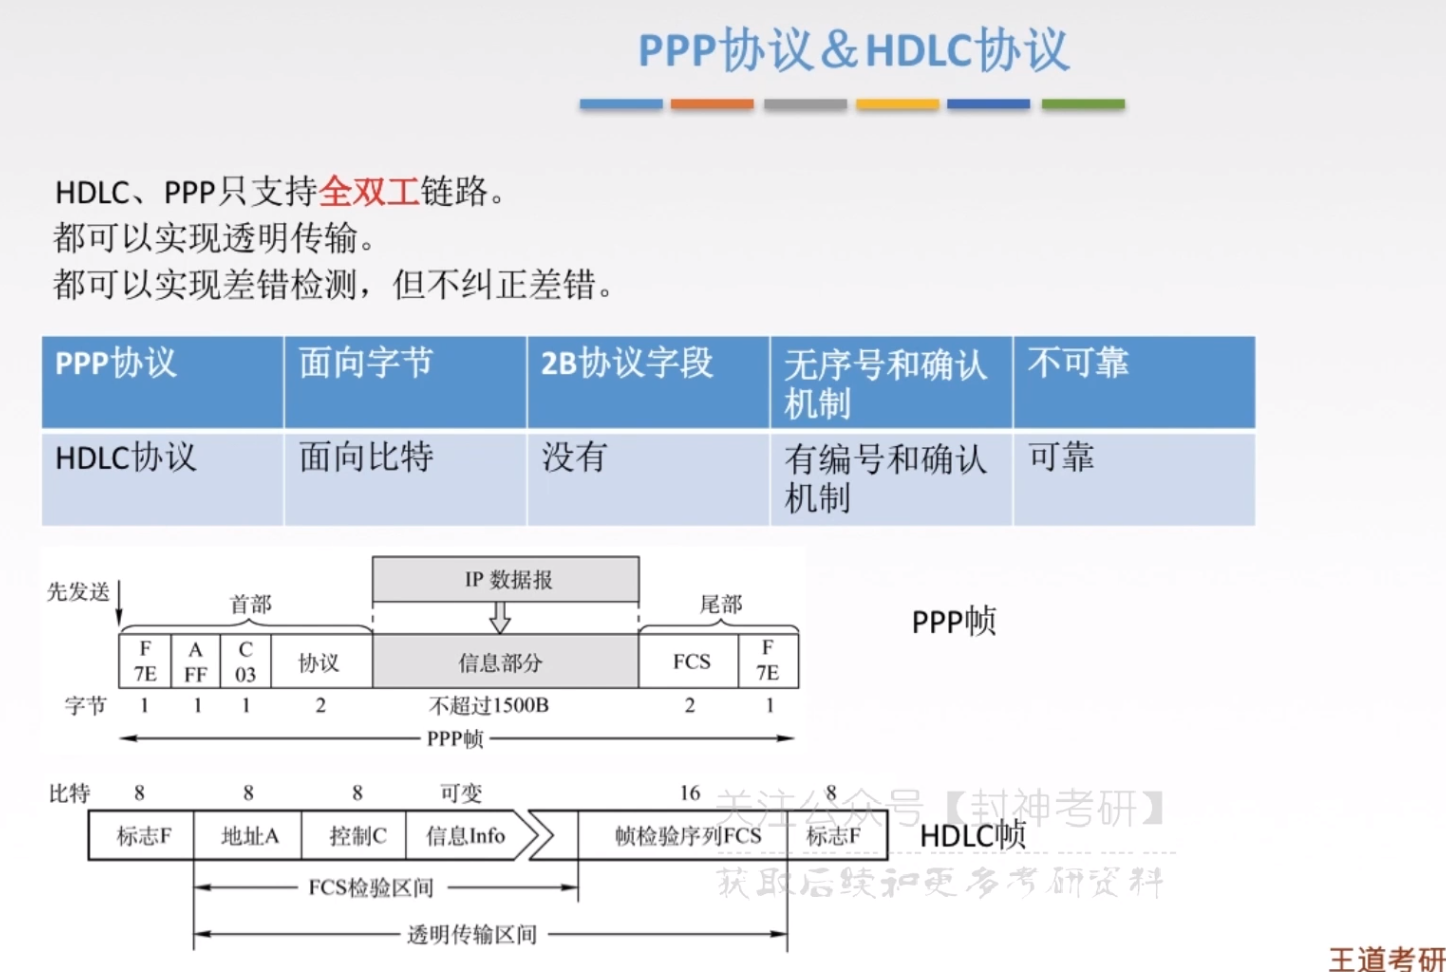 PPP协议&HDLC协议
HDLC、PPP只支持全双工链路。
都可以实现透明传输。
都可以实现差错检测，但不纠正差错。
PPP协议 面向字节 2B协议字段 无序号和确认机制 不可靠
HDLC协议 面向比特 没有 有编号和确认机制 可靠
IP 数据报
先发送 首部 尾部
F 7E A FF C 03 协议 信息部分 FCS F 7E
PPP帧
字节 1 1 1 2 不超过1500B 2 1
PPP帧
比特 8 8 8 可变 16 8
关注公众号【封神考研】
标志F 地址A 控制C 信息Info 帧检验序列FCS 标志F
HDLC帧
FCS检验区间
获取后续和更多考研资料
透明传输区间
王道考研